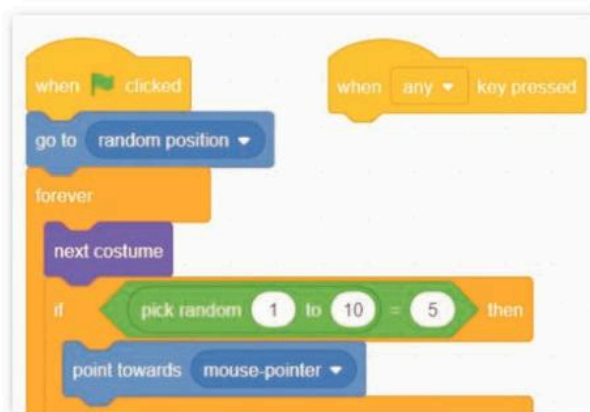 when clicked
when any key pressed
go to random position
forever
next costume
if pick random 1 to 10 = 5 then
point towards mouse-pointer